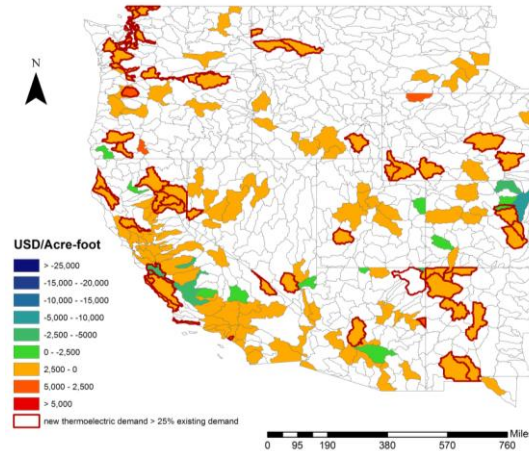 N
USD/Acre-foot
> -25,000
-15,000 - -20,000
-10,000 - -15,000
-5,000 - -10,000
-2,500 - -5000
0 - -2,500
2,500 - 0
5,000 - 2,500
> 5,000
new thermoelectric demand > 25% existing demand
Miles
0 95 190 380 570 760